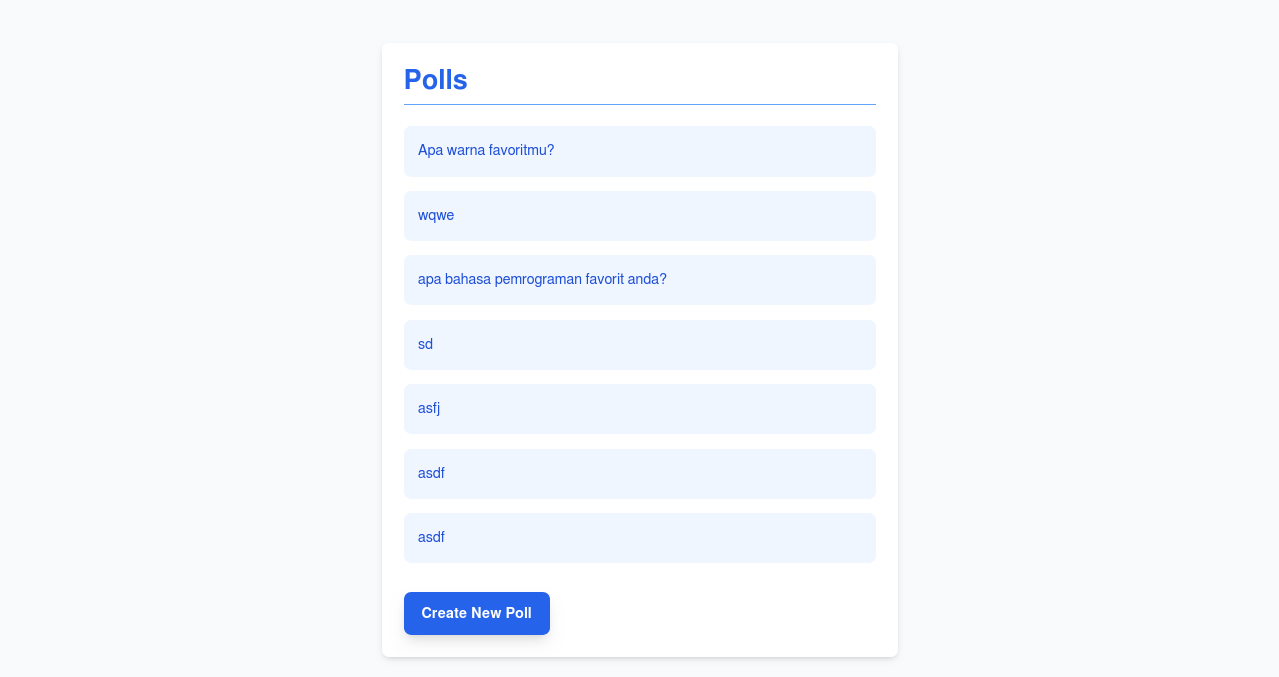 Polls
Apa warna favoritmu?
wqwe
apa bahasa pemrograman favorit anda?
sd
asfj
asdf
asdf
Create New Poll